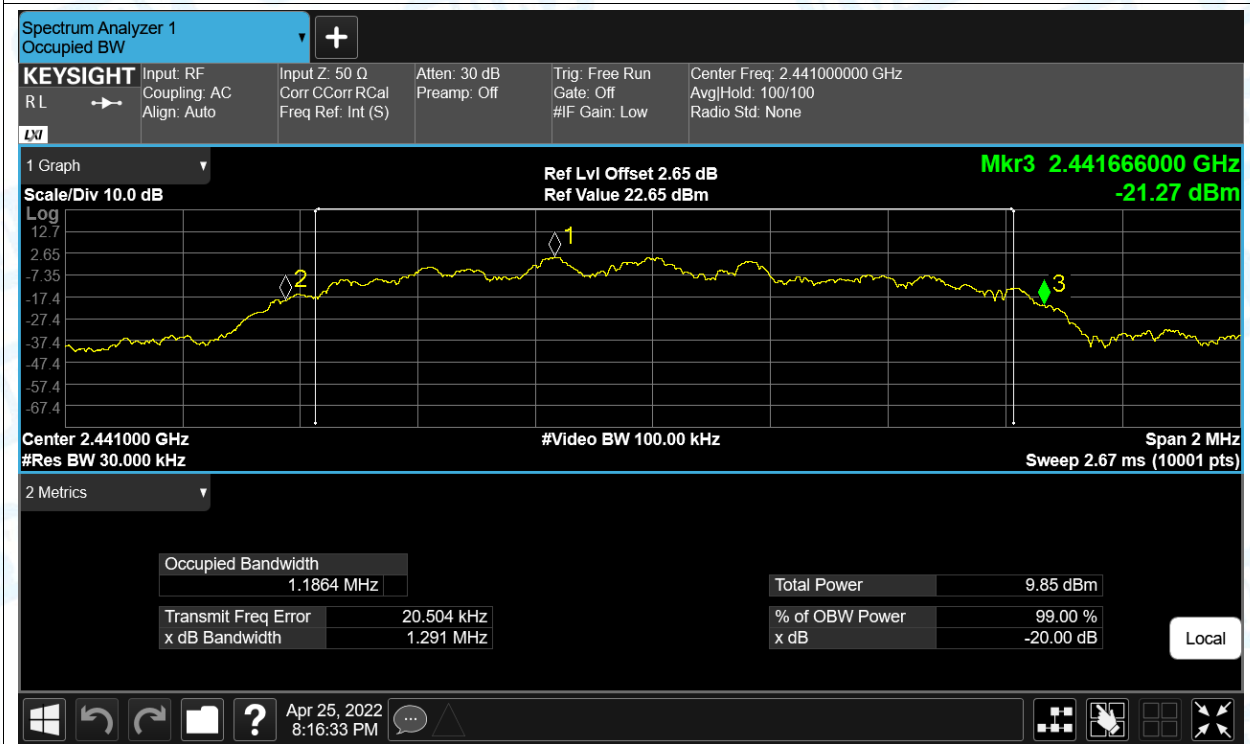 Spectrum Analyzer 1
Occupied BW
KEYSIGHT
R L
LXI
Input: RF
Coupling: AC
Align: Auto
Input Z: 50 Ω
Corr CCorr RCal
Freq Ref: Int (S)
Atten: 30 dB
Preamp: Off
Trig: Free Run
Gate: Off
#IF Gain: Low
Center Freq: 2.441000000 GHz
Avg|Hold: 100/100
Radio Std: None
1 Graph
Scale/Div 10.0 dB
Ref Lvl Offset 2.65 dB
Ref Value 22.65 dBm
Mkr3 2.441666000 GHz
-21.27 dBm
Log
12.7
2.65
-7.35
-17.4
-27.4
-37.4
-47.4
-57.4
-67.4
1
2
3
Center 2.441000 GHz
#Video BW 100.00 kHz
Span 2 MHz
#Res BW 30.000 kHz
Sweep 2.67 ms (10001 pts)
2 Metrics
Occupied Bandwidth
1.1864 MHz
Transmit Freq Error 20.504 kHz
x dB Bandwidth 1.291 MHz
Total Power 9.85 dBm
% of OBW Power 99.00 %
x dB -20.00 dB
Local
?
Apr 25, 2022
8:16:33 PM